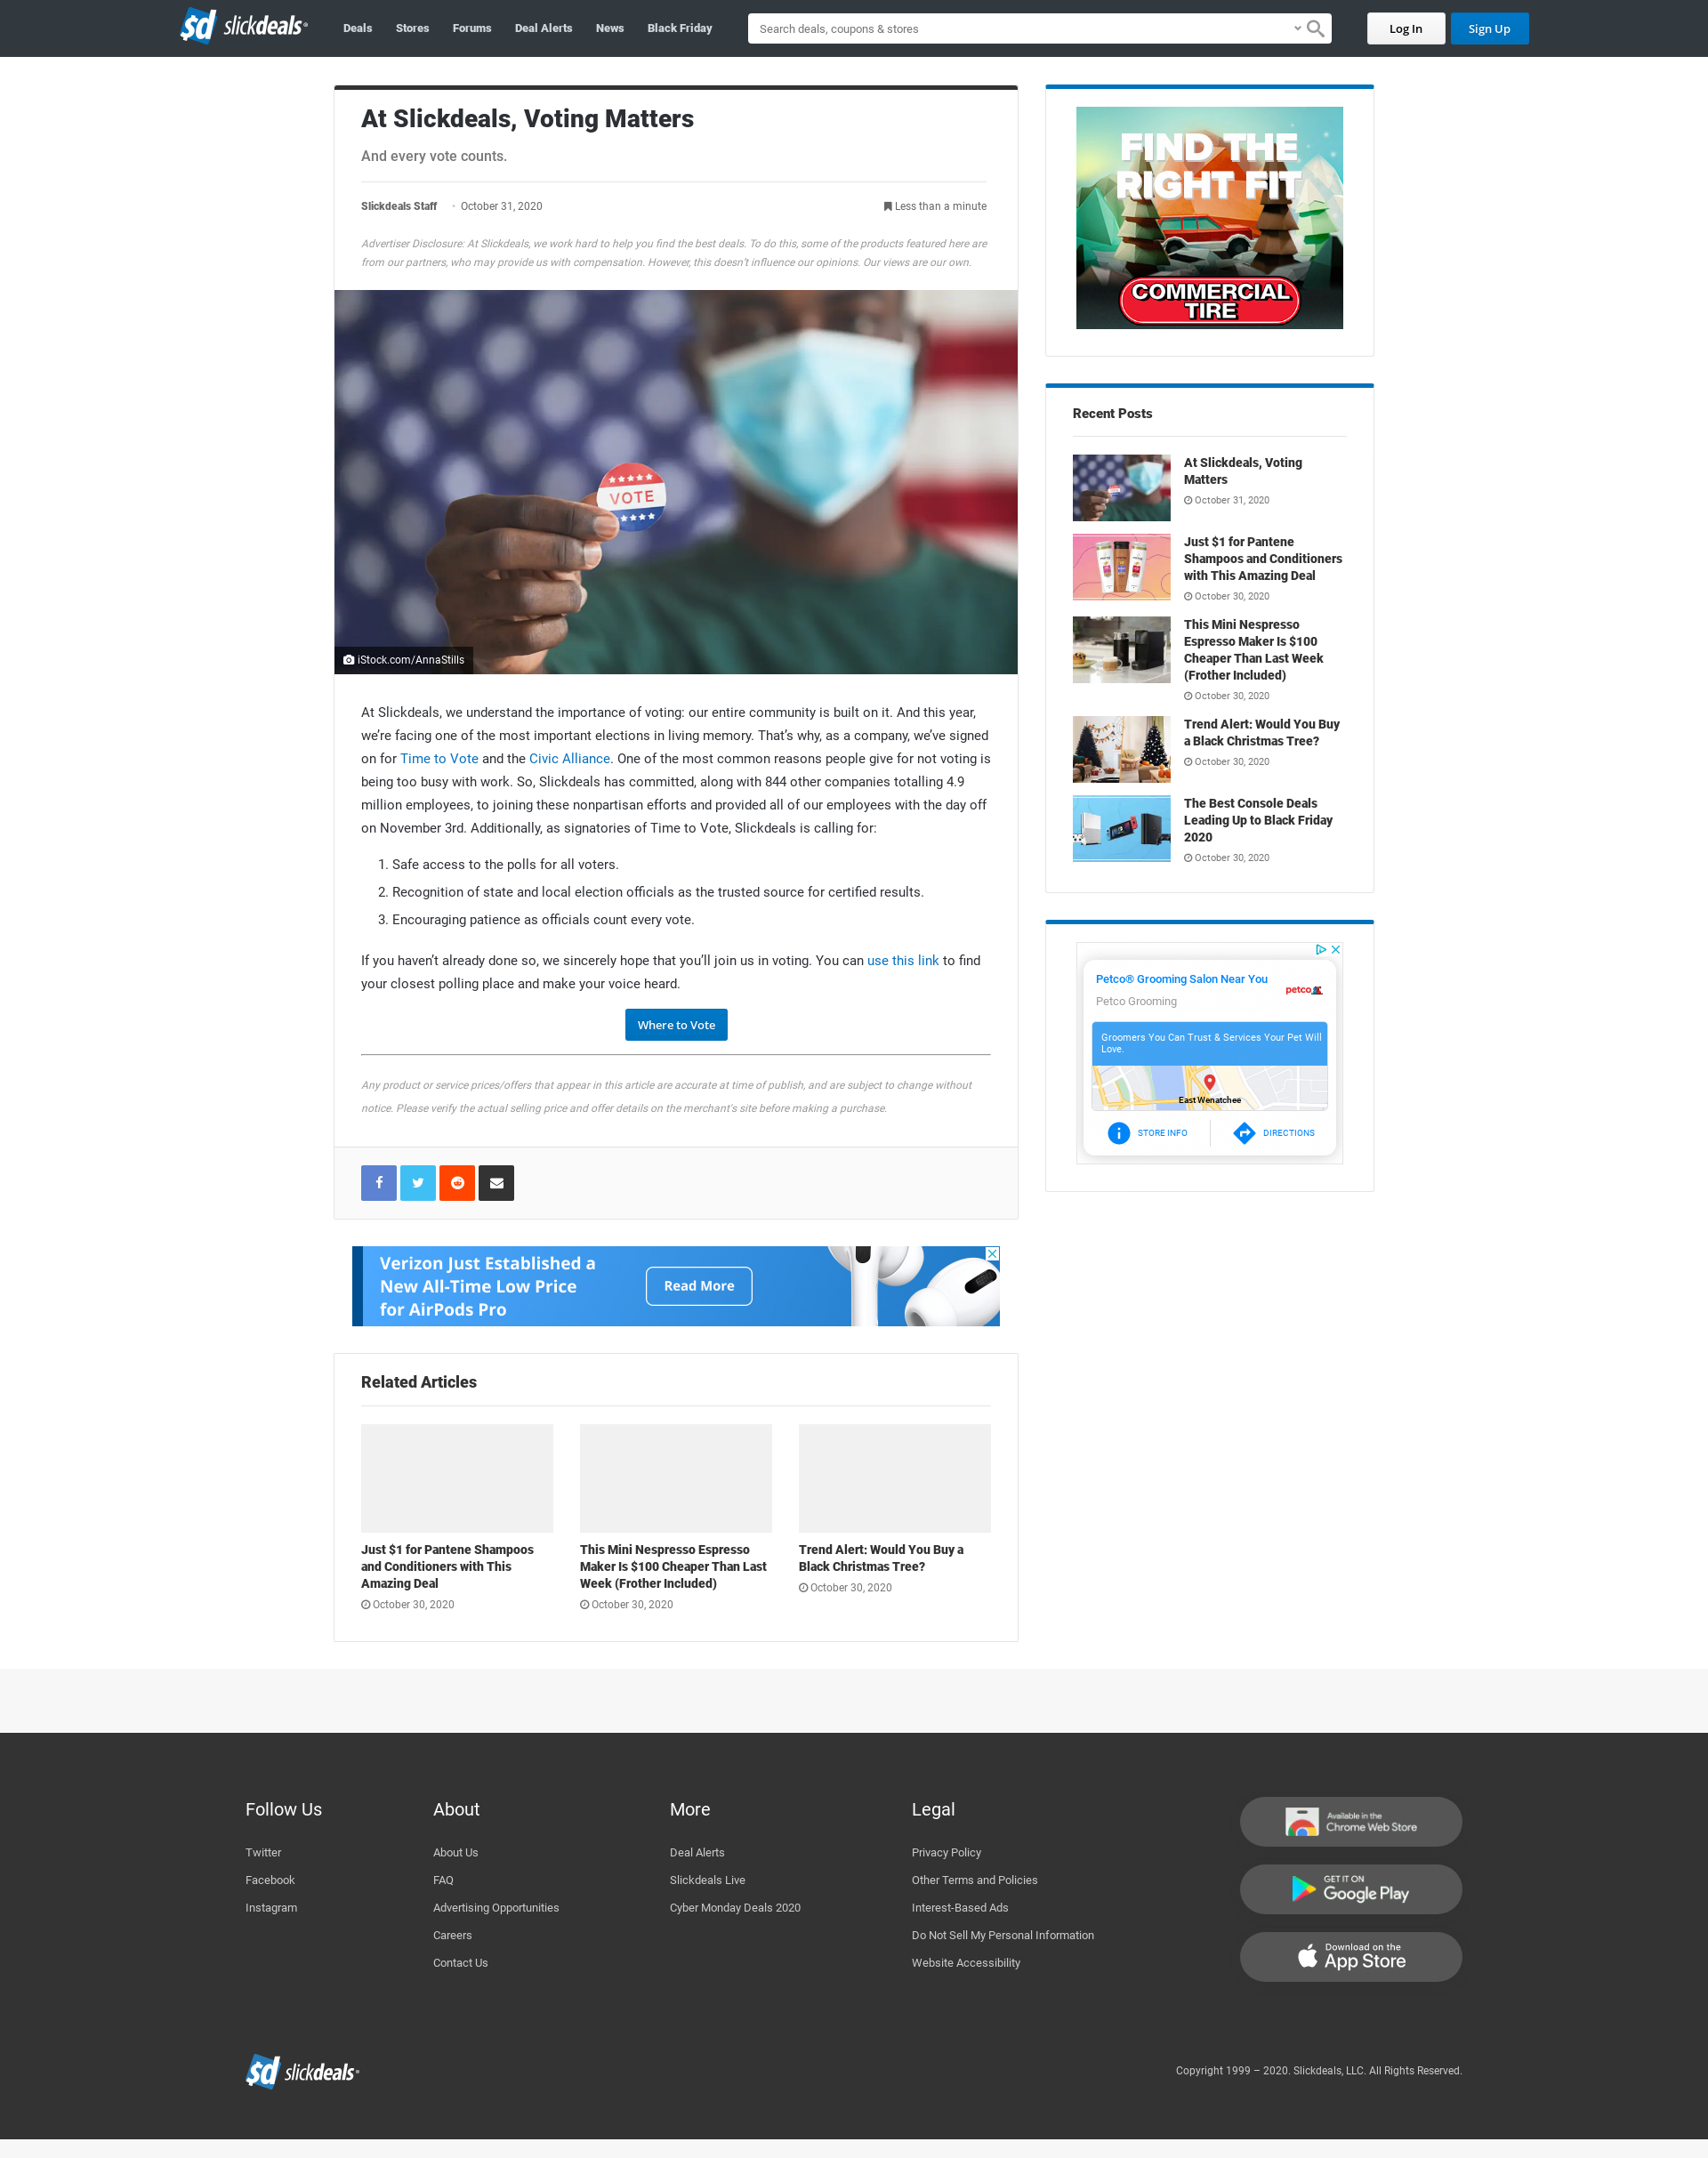 slickdeals
Deals
Stores
Forums
Deal Alerts
News
Black Friday
Search deals, coupons & stores
Log In
Sign Up
At Slickdeals, Voting Matters
And every vote counts.
Slickdeals Staff
October 31, 2020
Less than a minute
Advertiser Disclosure: At Slickdeals, we work hard to help you find the best deals. To do this, some of the products featured here are
from our partners, who may provide us with compensation. However, this doesn't influence our opinions. Our views are our own.
VOTE
iStock.com/AnnaStills
At Slickdeals, we understand the importance of voting: our entire community is built on it. And this year,
we’re facing one of the most important elections in living memory. That’s why, as a company, we’ve signed
on for Time to Vote and the Civic Alliance. One of the most common reasons people give for not voting is
being too busy with work. So, Slickdeals has committed, along with 844 other companies totalling 4.9
million employees, to joining these nonpartisan efforts and provided all of our employees with the day off
on November 3rd. Additionally, as signatories of Time to Vote, Slickdeals is calling for:
1. Safe access to the polls for all voters.
2. Recognition of state and local election officials as the trusted source for certified results.
3. Encouraging patience as officials count every vote.
If you haven’t already done so, we sincerely hope that you’ll join us in voting. You can use this link to find
your closest polling place and make your voice heard.
Where to Vote
Any product or service prices/offers that appear in this article are accurate at time of publish, and are subject to change without
notice. Please verify the actual selling price and offer details on the merchant’s site before making a purchase.
Verizon Just Established a
New All-Time Low Price
for AirPods Pro
Read More
Related Articles
Just $1 for Pantene Shampoos
and Conditioners with This
Amazing Deal
October 30, 2020
This Mini Nespresso Espresso
Maker Is $100 Cheaper Than Last
Week (Frother Included)
October 30, 2020
Trend Alert: Would You Buy a
Black Christmas Tree?
October 30, 2020
FIND THE
RIGHT FIT
COMMERCIAL
TIRE
Recent Posts
At Slickdeals, Voting
Matters
October 31, 2020
Just $1 for Pantene
Shampoos and Conditioners
with This Amazing Deal
October 30, 2020
This Mini Nespresso
Espresso Maker Is $100
Cheaper Than Last Week
(Frother Included)
October 30, 2020
Trend Alert: Would You Buy
a Black Christmas Tree?
October 30, 2020
The Best Console Deals
Leading Up to Black Friday
2020
October 30, 2020
Petco® Grooming Salon Near You
Petco Grooming
petco
Groomers You Can Trust & Services Your Pet Will
Love.
East Wenatchee
STORE INFO
DIRECTIONS
Follow Us
Twitter
Facebook
Instagram
About
About Us
FAQ
Advertising Opportunities
Careers
Contact Us
More
Deal Alerts
Slickdeals Live
Cyber Monday Deals 2020
Legal
Privacy Policy
Other Terms and Policies
Interest-Based Ads
Do Not Sell My Personal Information
Website Accessibility
Available in the
Chrome Web Store
GET IT ON
Google Play
Download on the
App Store
slickdeals
Copyright 1999 – 2020. Slickdeals, LLC. All Rights Reserved.